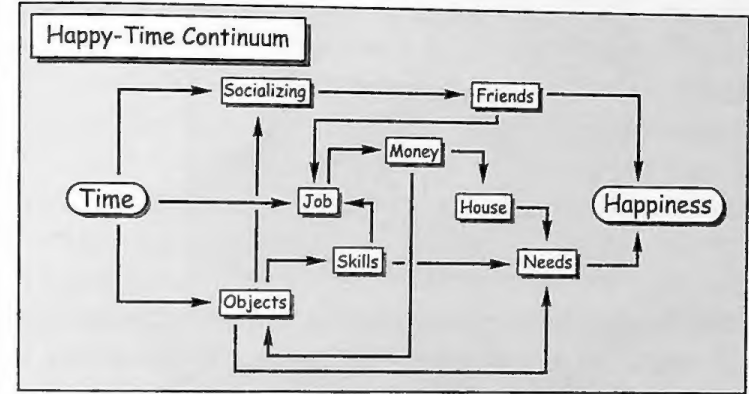 Happy-Time Continuum
Socializing
Friends
Money
Time
Job
House
Happiness
Skills
Needs
Objects